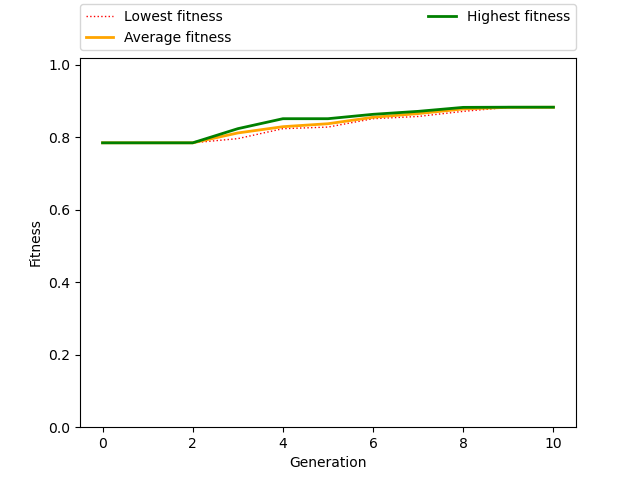 Lowest fitness
Average fitness
Highest fitness
1.0
0.8
0.6
0.4
0.2
0.0
Fitness
0 2 4 6 8 10
Generation